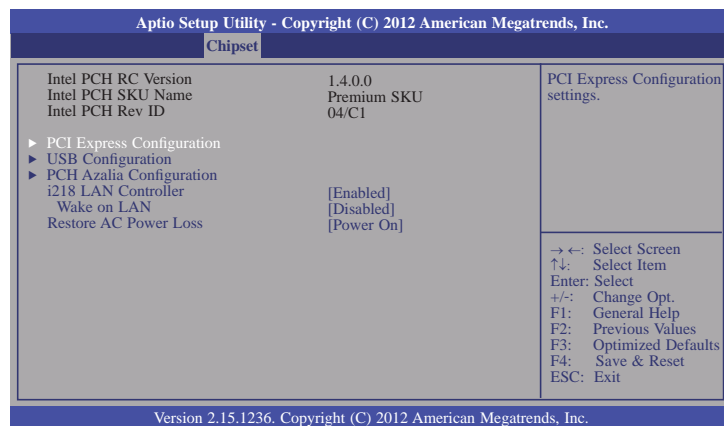 Aptio Setup Utility - Copyright (C) 2012 American Megatrends, Inc.
Chipset
Intel PCH RC Version 1.4.0.0
Intel PCH SKU Name Premium SKU
Intel PCH Rev ID 04/C1
► PCI Express Configuration
► USB Configuration
► PCH Azalia Configuration
i218 LAN Controller [Enabled]
Wake on LAN [Disabled]
Restore AC Power Loss [Power On]
PCI Express Configuration
settings.
→←: Select Screen
↑↓: Select Item
Enter: Select
+/-: Change Opt.
F1: General Help
F2: Previous Values
F3: Optimized Defaults
F4: Save & Reset
ESC: Exit
Version 2.15.1236. Copyright (C) 2012 American Megatrends, Inc.